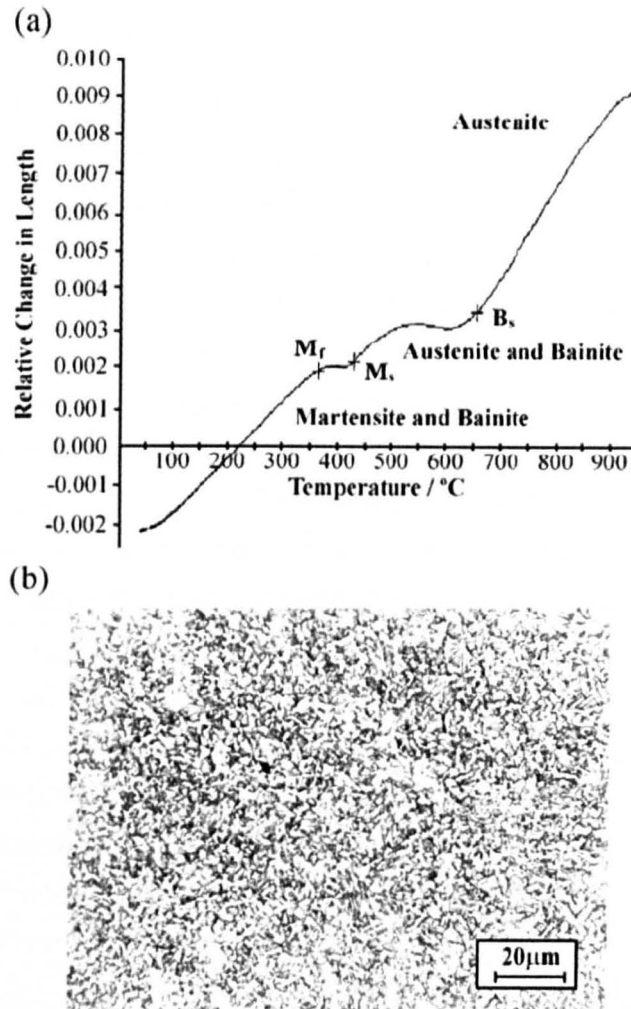 (a)
0.010
0.009
0.008
0.007
0.006
0.005
0.004
0.003
0.002
0.001
0.000
-0.001
-0.002
Relative Change in Length
Austenite
Bs
Austenite and Bainite
Mf
Ms
Martensite and Bainite
100 200 300 400 500 600 700 800 900
Temperature / ºC
(b)
20µm